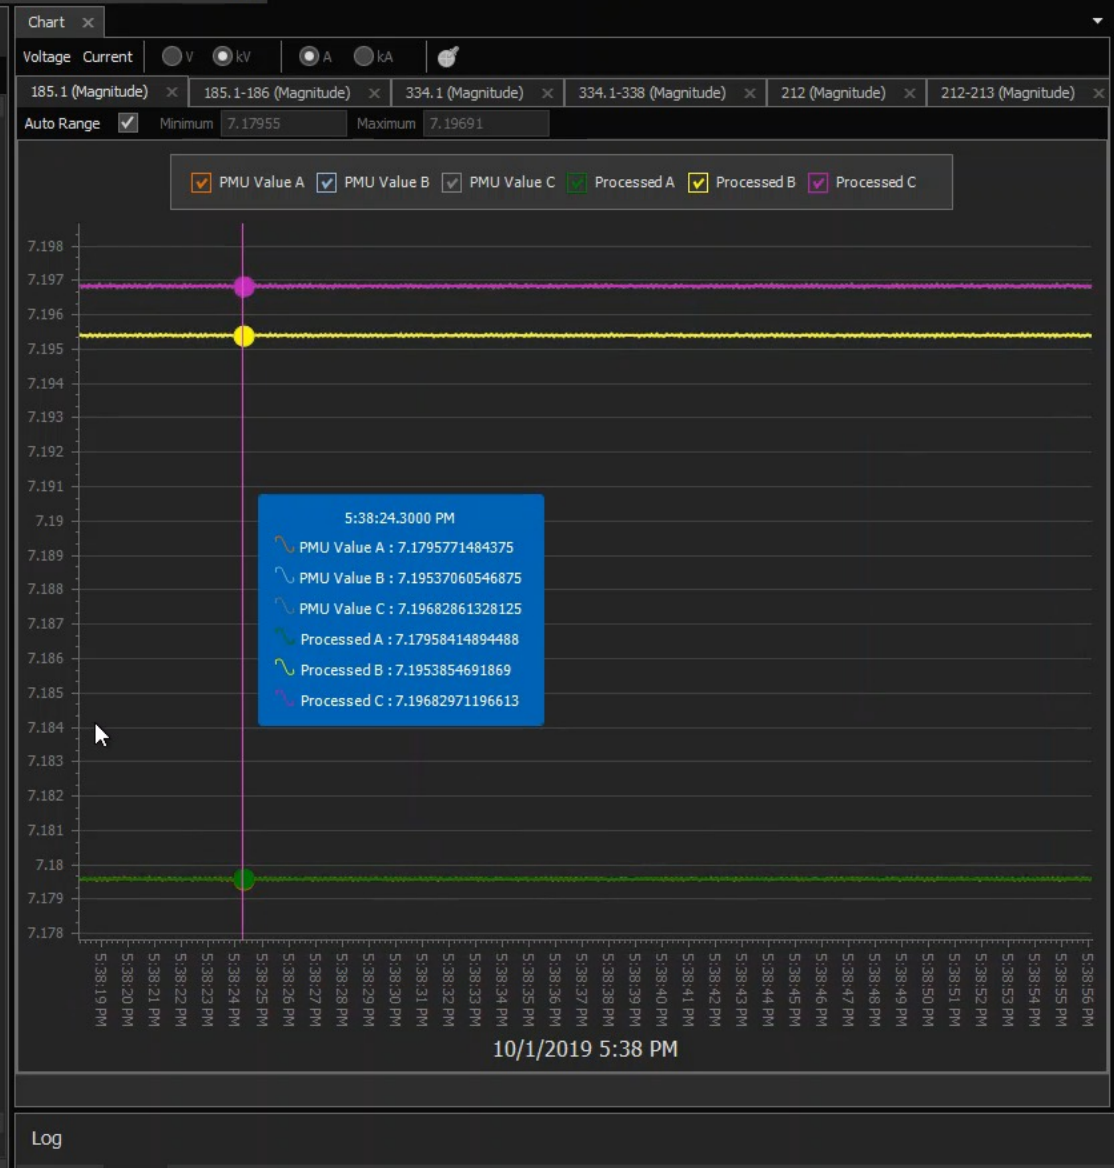 Chart
Voltage Current V kV A kA
185.1 (Magnitude) 185.1-186 (Magnitude) 334.1 (Magnitude) 334.1-338 (Magnitude) 212 (Magnitude) 212-213 (Magnitude)
Auto Range Minimum 7.17955 Maximum 7.19691
PMU Value A PMU Value B PMU Value C Processed A Processed B Processed C
7.198
7.197
7.196
7.195
7.194
7.193
7.192
7.191
7.19
7.189
7.188
7.187
7.186
7.185
7.184
7.183
7.182
7.181
7.18
7.179
7.178
5:38:24.3000 PM
PMU Value A : 7.1795771484375
PMU Value B : 7.19537060546875
PMU Value C : 7.19682861328125
Processed A : 7.17958414894488
Processed B : 7.1953854691869
Processed C : 7.19682971196613
5:38:19 PM
5:38:20 PM
5:38:21 PM
5:38:22 PM
5:38:23 PM
5:38:24 PM
5:38:25 PM
5:38:26 PM
5:38:27 PM
5:38:28 PM
5:38:29 PM
5:38:30 PM
5:38:31 PM
5:38:32 PM
5:38:33 PM
5:38:34 PM
5:38:35 PM
5:38:36 PM
5:38:37 PM
5:38:38 PM
5:38:39 PM
5:38:40 PM
5:38:41 PM
5:38:42 PM
5:38:43 PM
5:38:44 PM
5:38:45 PM
5:38:46 PM
5:38:47 PM
5:38:48 PM
5:38:49 PM
5:38:50 PM
5:38:51 PM
5:38:52 PM
5:38:53 PM
5:38:54 PM
5:38:55 PM
5:38:56 PM
10/1/2019 5:38 PM
Log